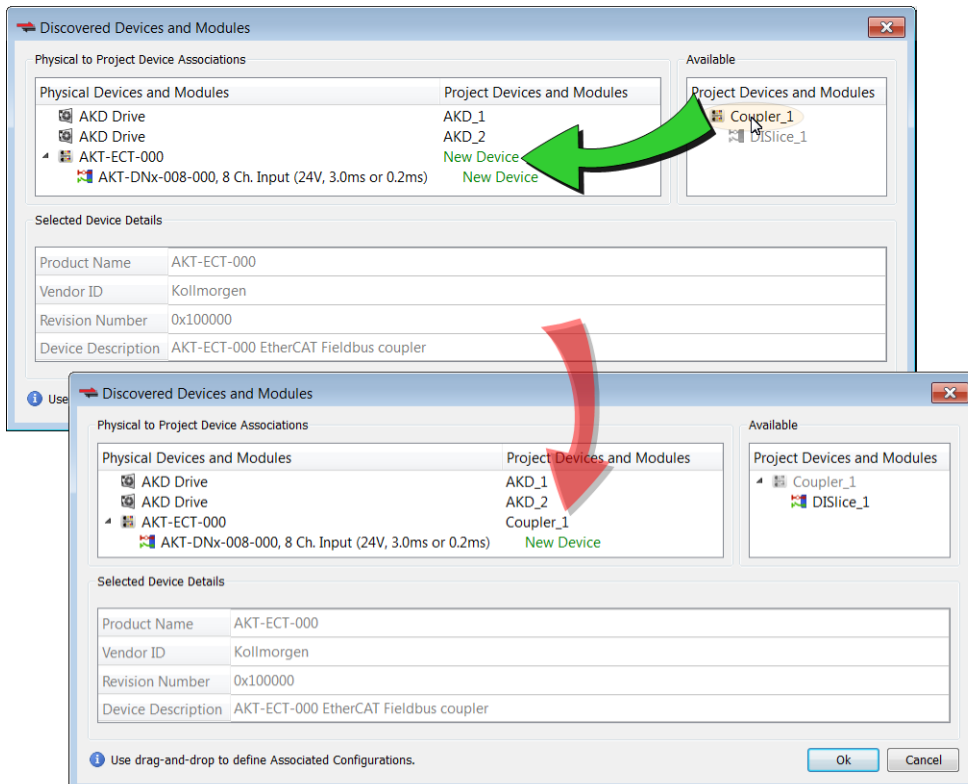 Discovered Devices and Modules
Physical to Project Device Associations
Available
Physical Devices and Modules Project Devices and Modules
Project Devices and Modules
AKD Drive AKD_1
Coupler_1
AKD Drive AKD_2
DISlice_1
AKT-ECT-000 New Device
AKT-DNx-008-000, 8 Ch. Input (24V, 3.0ms or 0.2ms) New Device
Selected Device Details
Product Name AKT-ECT-000
Vendor ID Kollmorgen
Revision Number 0x100000
Device Description AKT-ECT-000 EtherCAT Fieldbus coupler
Use
Discovered Devices and Modules
Physical to Project Device Associations
Available
Physical Devices and Modules Project Devices and Modules
Project Devices and Modules
AKD Drive AKD_1
Coupler_1
AKD Drive AKD_2
DISlice_1
AKT-ECT-000 Coupler_1
AKT-DNx-008-000, 8 Ch. Input (24V, 3.0ms or 0.2ms) New Device
Selected Device Details
Product Name AKT-ECT-000
Vendor ID Kollmorgen
Revision Number 0x100000
Device Description AKT-ECT-000 EtherCAT Fieldbus coupler
Use drag-and-drop to define Associated Configurations.
Ok Cancel